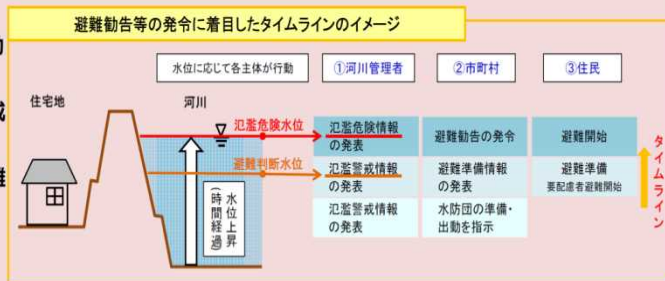 避難勧告等の発令に着目したタイムラインのイメージ
水位に応じて各主体が行動
①河川管理者
②市町村
③住民
住宅地
河川
氾濫危険水位
避難判断水位
水位上昇
(時間経過)
氾濫危険情報
の発表
避難勧告の発令
避難開始
氾濫警戒情報
の発表
避難準備情報
の発表
避難準備
要配慮者避難開始
氾濫警戒情報
の発表
水防団の準備・
出動を指示
タイムライン
難